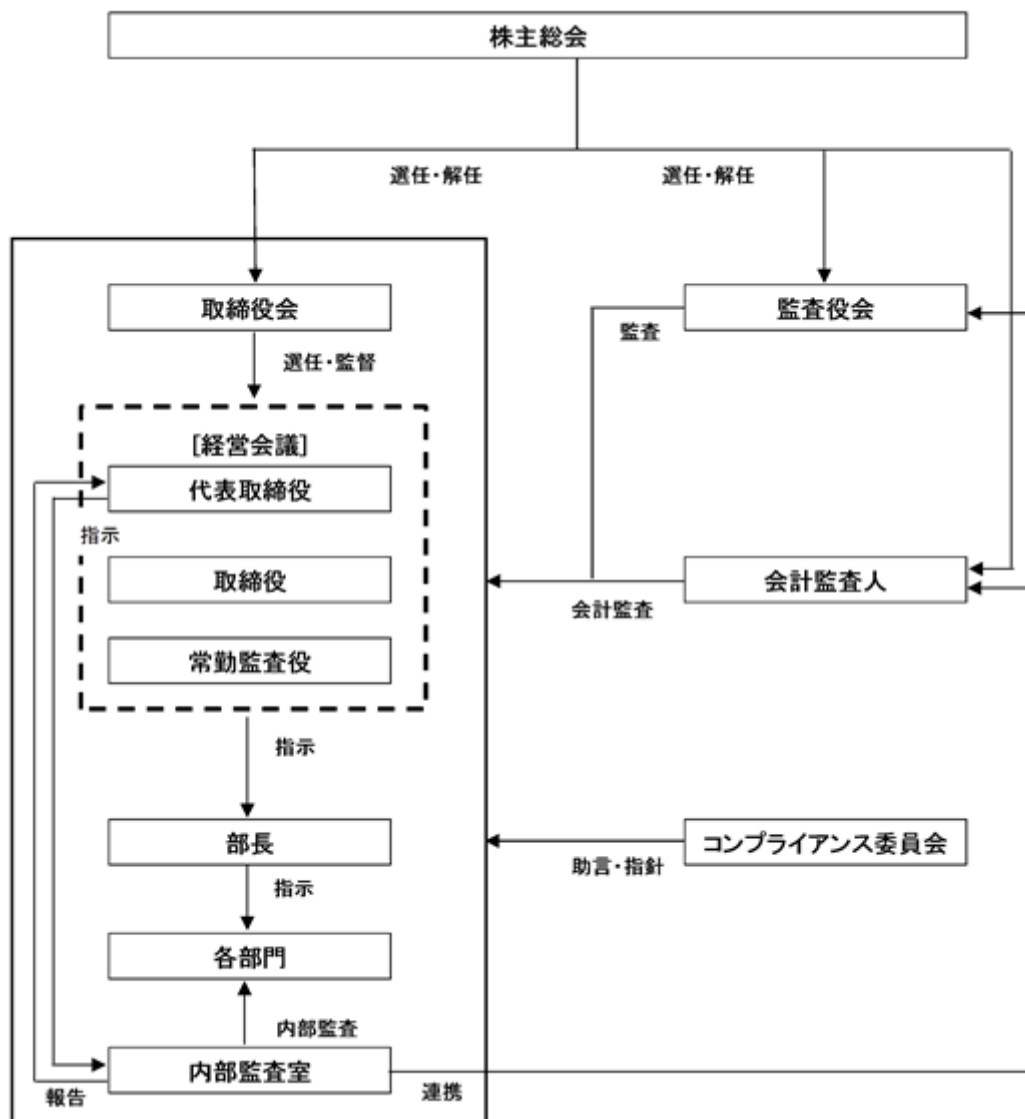 株主総会
選任・解任
選任・解任
取締役会
監査役会
監査
選任・監督
[経営会議]
代表取締役
指示
取締役
会計監査人
会計監査
常勤監査役
指示
部長
コンプライアンス委員会
助言・指針
指示
各部門
内部監査
内部監査室
報告
連携